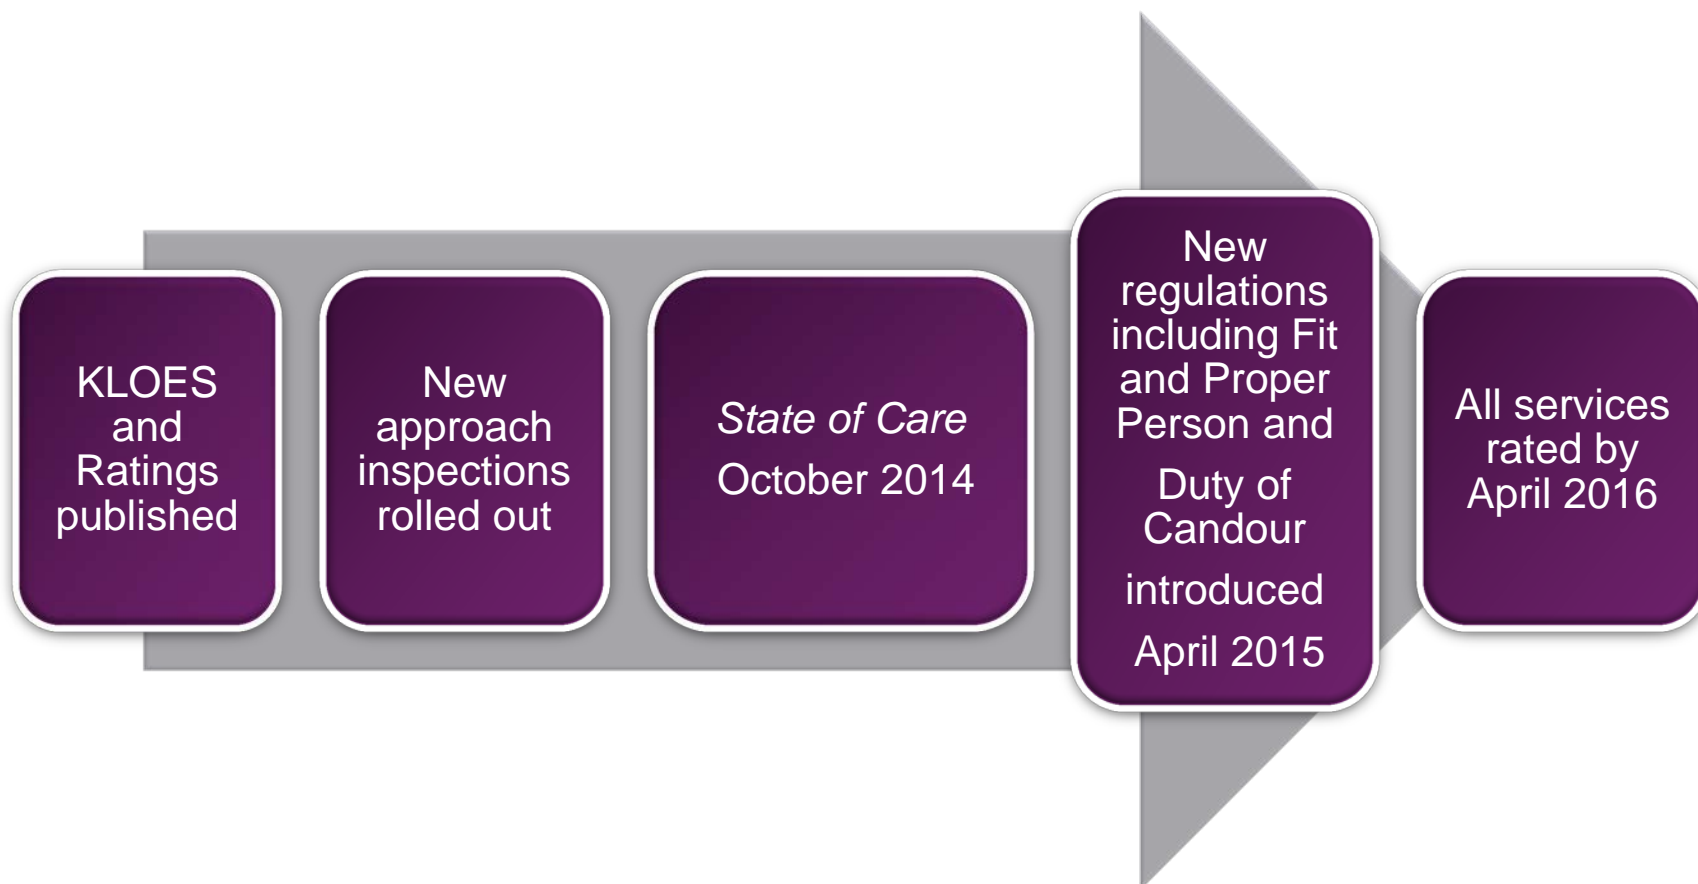 KLOES
and
Ratings
published
New
approach
inspections
rolled out
State of Care
October 2014
New
regulations
including Fit
and Proper
Person and
Duty of
Candour
introduced
April 2015
All services
rated by
April 2016